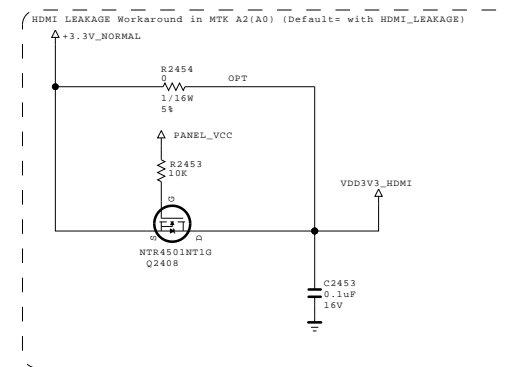 HDMI LEAKAGE Workaround in MTK A2(A0) (Default= with HDMI_LEAKAGE)
+3.3V_NORMAL
R2454
0
OPT
1/16W
5%
PANEL_VCC
R2453
10K
VDD3V3_HDMI
G
S
D
NTR4501NT1G
Q2408
C2453
0.1uF
16V